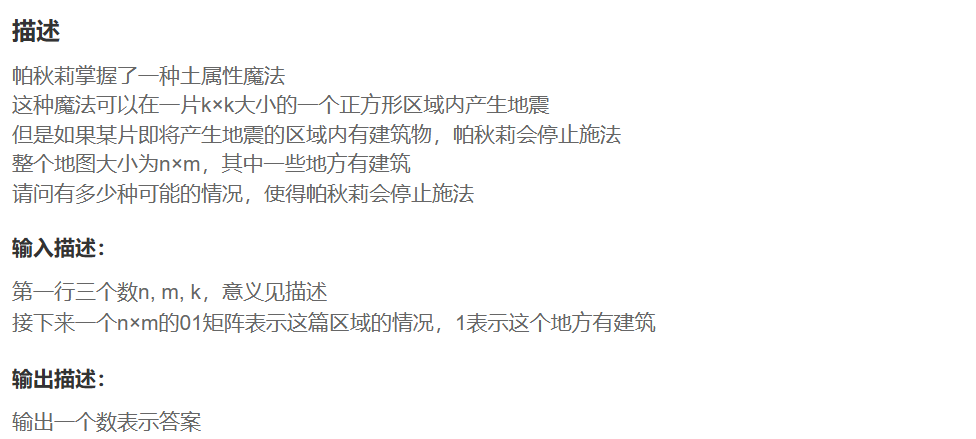 描述
帕秋莉掌握了一种土属性魔法
这种魔法可以在一片k×k大小的一个正方形区域内产生地震
但是如果某片即将产生地震的区域内有建筑物，帕秋莉会停止施法
整个地图大小为n×m，其中一些地方有建筑
请问有多少种可能的情况，使得帕秋莉会停止施法
输入描述：
第一行三个数n, m, k，意义见描述
接下来一个n×m的01矩阵表示这篇区域的情况，1表示这个地方有建筑
输出描述：
输出一个数表示答案